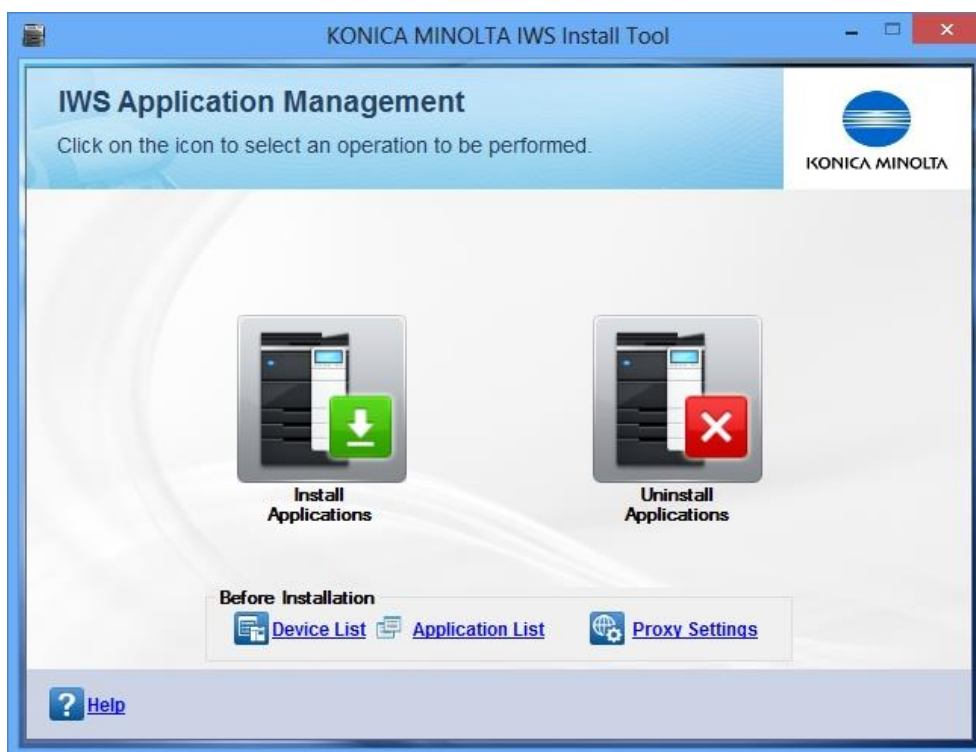 KONICA MINOLTA IWS Install Tool
IWS Application Management
Click on the icon to select an operation to be performed.
KONICA MINOLTA
Install
Applications
Uninstall
Applications
Before Installation
Device List
Application List
Proxy Settings
? Help